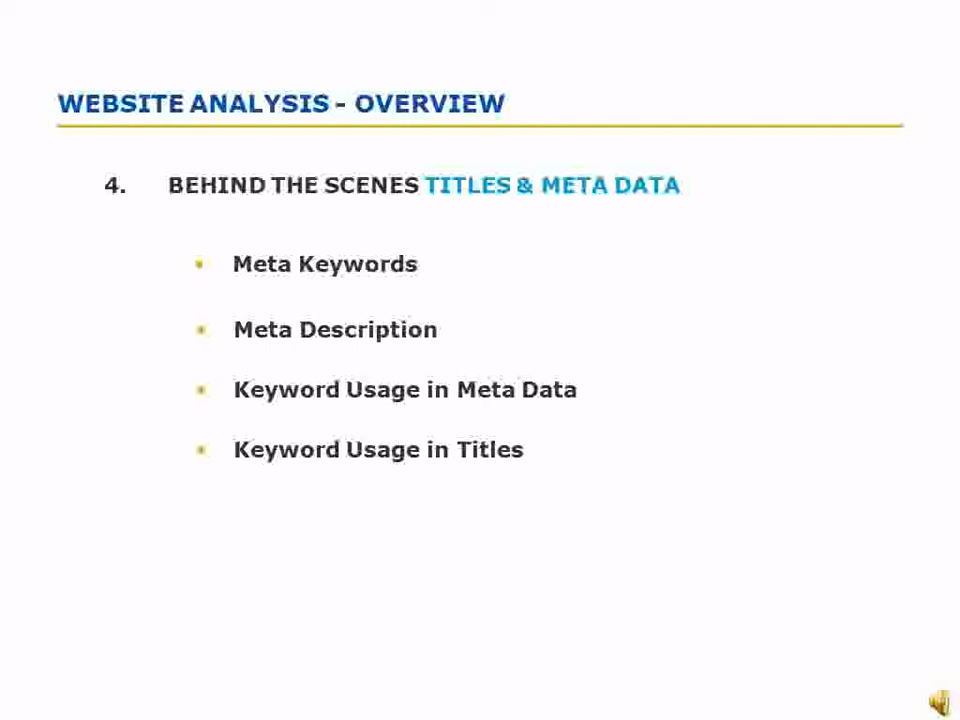 WEBSITE ANALYSIS - OVERVIEW
4. BEHIND THE SCENES TITLES & META DATA
Meta Keywords
Meta Description
Keyword Usage in Meta Data
Keyword Usage in Titles